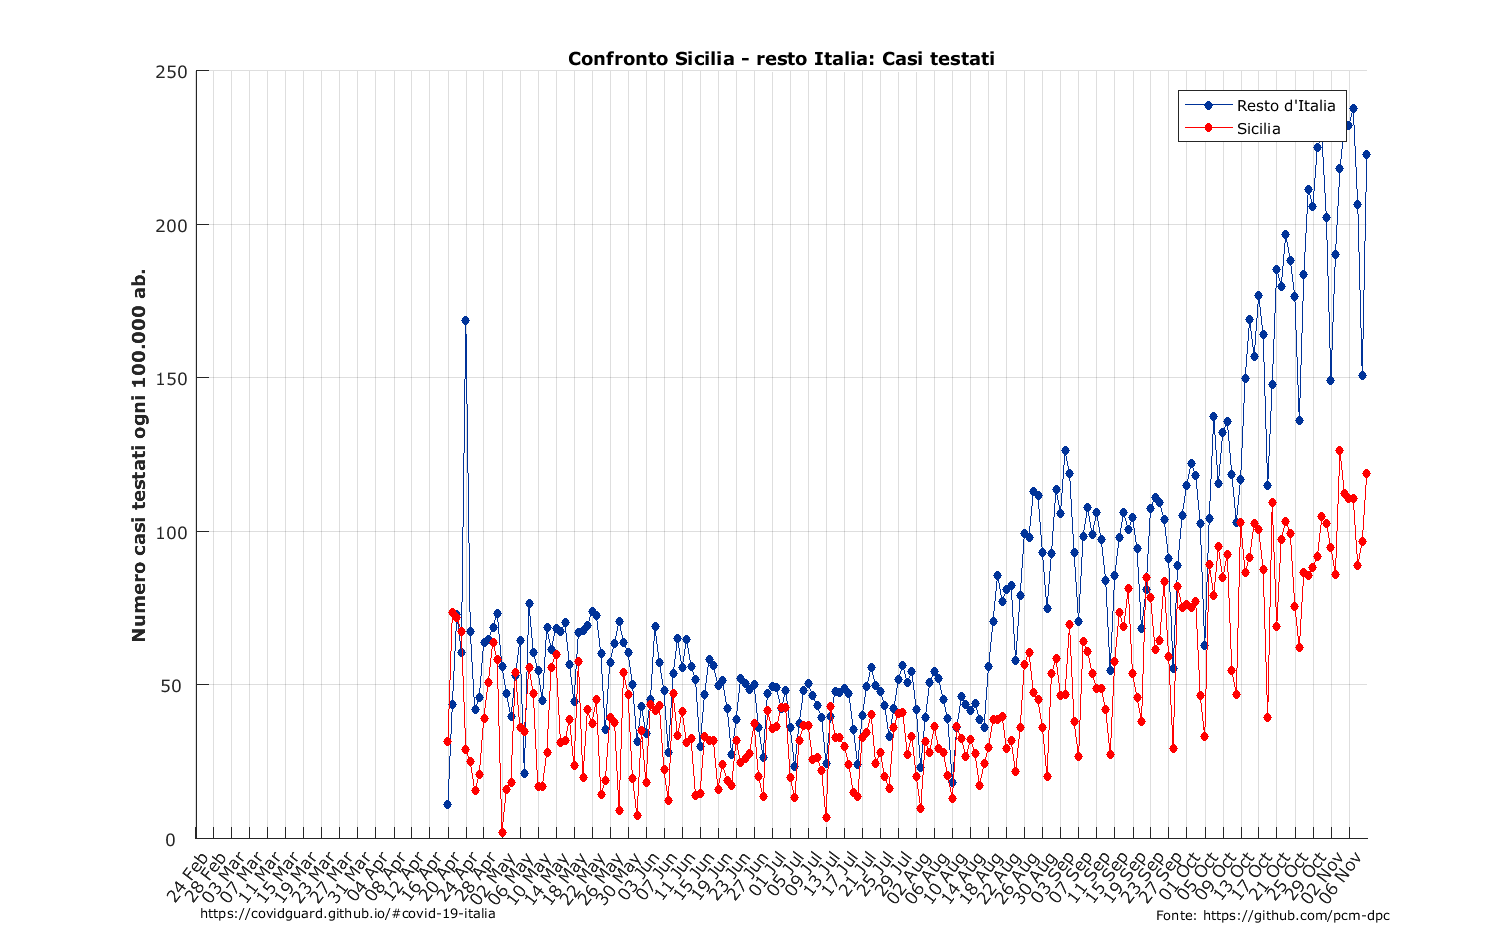 Confronto Sicilia - resto Italia: Casi testati
Resto d'Italia
Sicilia
Numero casi testati ogni 100.000 ab.
250
200
150
100
50
0
24 Feb
28 Feb
03 Mar
07 Mar
11 Mar
15 Mar
19 Mar
23 Mar
27 Mar
31 Mar
04 Apr
08 Apr
12 Apr
16 Apr
20 Apr
24 Apr
28 Apr
02 May
06 May
10 May
14 May
18 May
22 May
26 May
30 May
03 Jun
07 Jun
11 Jun
15 Jun
19 Jun
23 Jun
27 Jun
01 Jul
05 Jul
09 Jul
13 Jul
17 Jul
21 Jul
25 Jul
29 Jul
02 Aug
06 Aug
10 Aug
14 Aug
18 Aug
22 Aug
26 Aug
30 Aug
03 Sep
07 Sep
11 Sep
15 Sep
19 Sep
23 Sep
27 Sep
01 Oct
05 Oct
09 Oct
13 Oct
17 Oct
21 Oct
25 Oct
29 Oct
02 Nov
06 Nov
https://covidguard.github.io/#covid-19-italia
Fonte: https://github.com/pcm-dpc